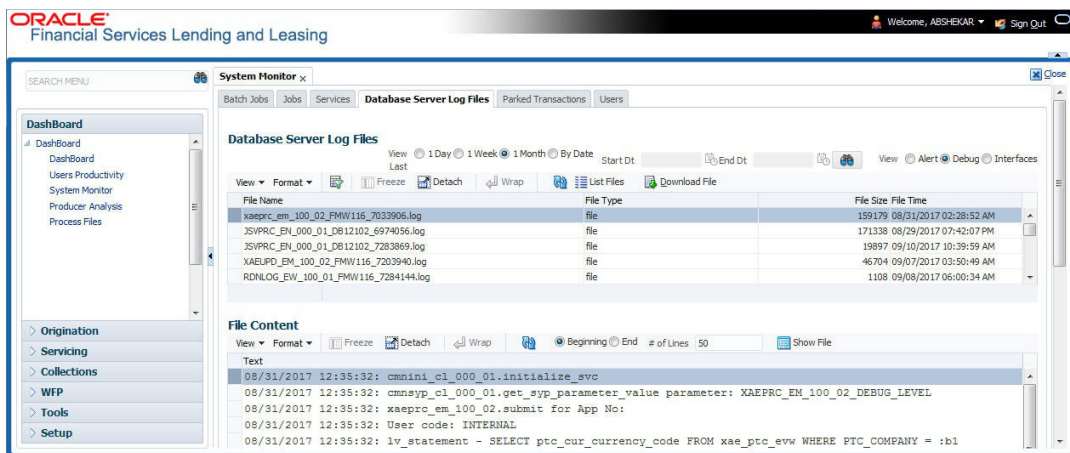 ORACLE
Financial Services Lending and Leasing
Welcome, ABSHEKAR
Sign Out
SEARCH MENU
System Monitor x
Close
Batch Jobs Jobs Services Database Server Log Files Parked Transactions Users
DashBoard
DashBoard
DashBoard
Users Productivity
System Monitor
Producer Analysis
Process Files
Origination
Servicing
Collections
WFP
Tools
Setup
Database Server Log Files
View Last 1 Day 1 Week 1 Month By Date Start Dt End Dt View Alert Debug Interfaces
View Format Freeze Detach Wrap List Files Download File
File Name File Type File Size File Time
xaeprc_em_100_02_FMW116_7033906.log file 159179 08/31/2017 02:28:52 AM
JSVPRC_EN_000_01_DB12102_6974056.log file 171338 08/29/2017 07:42:07 PM
JSVPRC_EN_000_01_DB12102_7283869.log file 19897 09/10/2017 10:39:59 AM
XAEUPD_EM_100_02_FMW116_7203940.log file 46704 09/07/2017 03:50:49 AM
RDNLOG_EW_100_01_FMW116_7284144.log file 1108 09/08/2017 06:00:34 AM
File Content
View Format Freeze Detach Wrap Beginning End # of Lines 50 Show File
Text
08/31/2017 12:35:32: cmnini_cl_000_01.initialize_svc
08/31/2017 12:35:32: cmnsyp_cl_000_01.get_syp_parameter_value parameter: XAEPRC_EM_100_02_DEBUG_LEVEL
08/31/2017 12:35:32: xaeprc_em_100_02.submit for App No:
08/31/2017 12:35:32: User code: INTERNAL
08/31/2017 12:35:32: lv_statement - SELECT ptc_cur_currency_code FROM xae_ptc_evw WHERE PTC_COMPANY = :b1